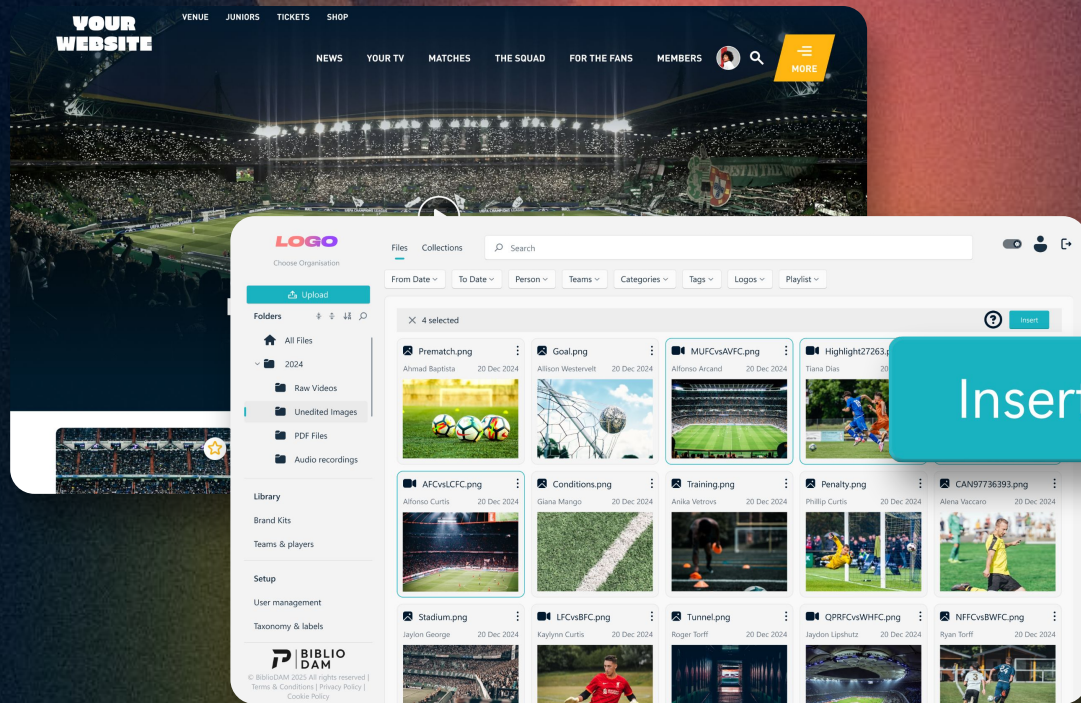 YOUR
WEBSITE
VENUE JUNIORS TICKETS SHOP
NEWS YOUR TV MATCHES THE SQUAD FOR THE FANS MEMBERS
MORE
LOGO
Choose Organisation
Files Collections
Search
From Date To Date Person Teams Categories Tags Logos Playlist
Upload
Folders
All Files
2024
Raw Videos
Unedited Images
PDF Files
Audio recordings
Library
Brand Kits
Teams & players
Setup
User management
Taxonomy & labels
BIBLIO
DAM
© BiblioDAM 2025 All rights reserved |
Terms & Conditions | Privacy Policy |
Cookie Policy
4 selected
Insert
Prematch.png
Ahmad Baptista 20 Dec 2024
Goal.png
Allison Westervelt 20 Dec 2024
MUFCvsAVFC.png
Alfonso Arcand 20 Dec 2024
Highlight27263.p
Tiana Dias 20
Insert
AFCvsLCFC.png
Alfonso Curtis 20 Dec 2024
Conditions.png
Giana Mango 20 Dec 2024
Training.png
Anika Vetrovs 20 Dec 2024
Penalty.png
Phillip Curtis 20 Dec 2024
CAN97736393.png
Alena Vaccaro 20 Dec 2024
Stadium.png
Jaylon George 20 Dec 2024
LFCvsBFC.png
Kaylynn Curtis 20 Dec 2024
Tunnel.png
Roger Torff 20 Dec 2024
QPRFCvsWHFC.png
Jaydon Lipshutz 20 Dec 2024
NFFCvsBWFC.png
Ryan Torff 20 Dec 2024